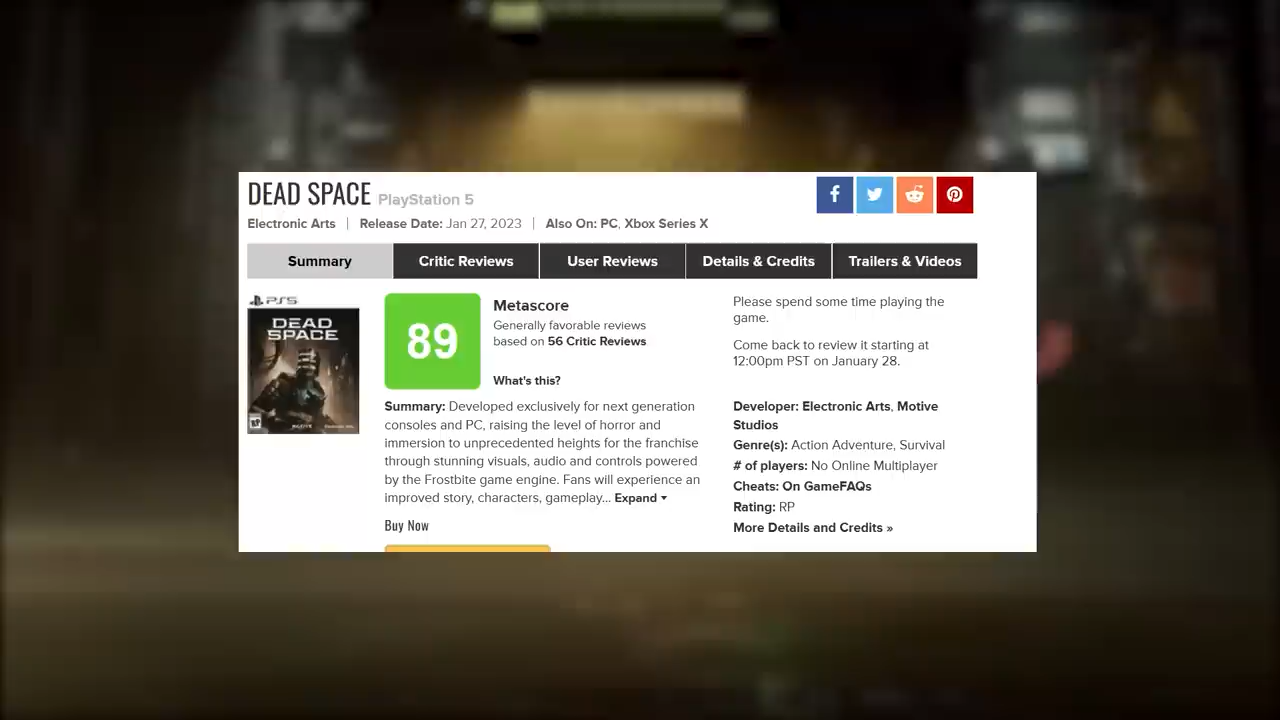 DEAD SPACE PlayStation 5
Electronic Arts | Release Date: Jan 27, 2023 | Also On: PC, Xbox Series X
Summary Critic Reviews User Reviews Details & Credits Trailers & Videos
PS5
DEAD
SPACE
89
Metascore
Generally favorable reviews
based on 56 Critic Reviews
What's this?
Summary: Developed exclusively for next generation
consoles and PC, raising the level of horror and
immersion to unprecedented heights for the franchise
through stunning visuals, audio and controls powered
by the Frostbite game engine. Fans will experience an
improved story, characters, gameplay... Expand
Buy Now
Please spend some time playing the
game.
Come back to review it starting at
12:00pm PST on January 28.
Developer: Electronic Arts, Motive
Studios
Genre(s): Action Adventure, Survival
# of players: No Online Multiplayer
Cheats: On GameFAQs
Rating: RP
More Details and Credits »